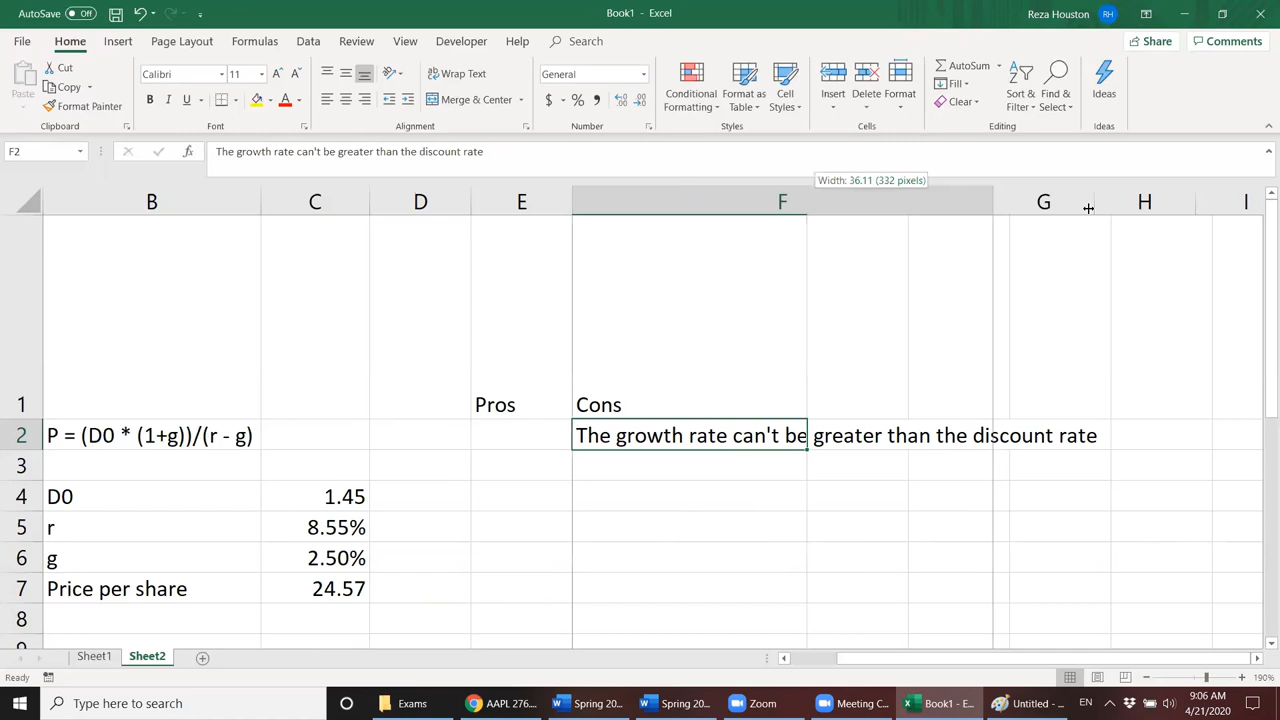 AutoSave Off
Book1 - Excel
Reza Houston RH
File Home Insert Page Layout Formulas Data Review View Developer Help Search Share Comments
Paste
Cut
Copy
Format Painter
Clipboard
Calibri 11
B I U
Font
Wrap Text
Merge & Center
Alignment
General
$ % ,
Number
Conditional Formatting
Format as Table
Cell Styles
Styles
Insert Delete Format
Cells
AutoSum
Fill
Clear
Sort & Filter
Find & Select
Editing
Ideas
Ideas
F2 fx The growth rate can't be greater than the discount rate
Width: 36.11 (332 pixels)
B C D E F G H I
1 Pros Cons
2 P = (D0 * (1+g))/(r - g) The growth rate can't be greater than the discount rate
3
4 D0 1.45
5 r 8.55%
6 g 2.50%
7 Price per share 24.57
8
9
Sheet1 Sheet2
Ready 190%
Type here to search
Exams
AAPL 276...
Spring 20...
Spring 20...
Zoom
Meeting C...
Book1 - E...
Untitled - ...
EN
9:06 AM
4/21/2020